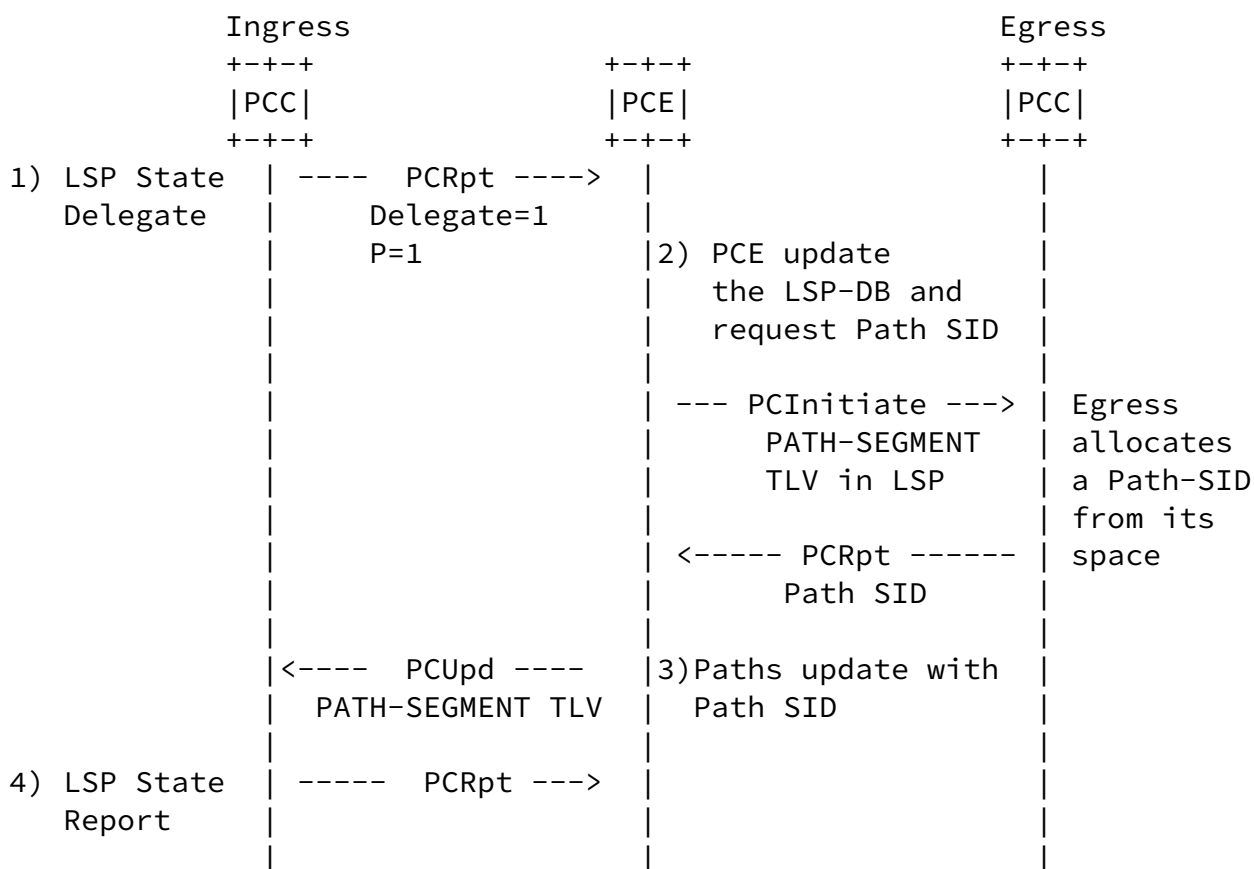 Ingress                                    Egress
            +-+-+                +-+-+                 +-+-+
            |PCC|                |PCE|                 |PCC|
            +-+-+                +-+-+                 +-+-+
1) LSP State  | ----  PCRpt ---->  |                     |
   Delegate   |     Delegate=1     |                     |
              |     P=1            |2) PCE update        |
              |                    |   the LSP-DB and    |
              |                    |   request Path SID  |
              |                    |                     |
              |                    | --- PCInitiate ---> | Egress
              |                    |      PATH-SEGMENT   | allocates
              |                    |      TLV in LSP     | a Path-SID
              |                    |                     | from its
              |                    | <----- PCRpt ------ | space
              |                    |       Path SID      |
              |                    |                     |
              |<----  PCUpd ----   |3)Paths update with  |
              |  PATH-SEGMENT TLV  |  Path SID           |
              |                    |                     |
4) LSP State  | -----  PCRpt --->  |                     |
   Report     |                    |                     |
              |                    |                     |